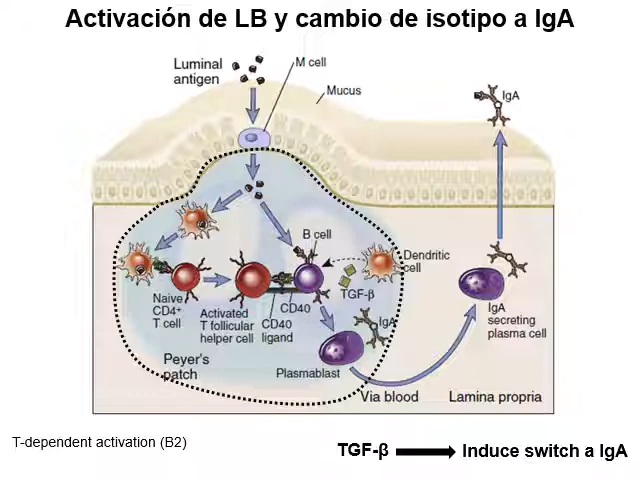 Activación de LB y cambio de isotipo a IgA
Luminal
antigen
M cell
Mucus
IgA
B cell
Dendritic
cell
TGF-β
Naive
CD4+
T cell
Activated
T follicular
helper cell
CD40
CD40
ligand
IgA
IgA
secreting
plasma cell
Peyer's
patch
Plasmablast
Via blood
Lamina propria
T-dependent activation (B2)
TGF-β
Induce switch a IgA